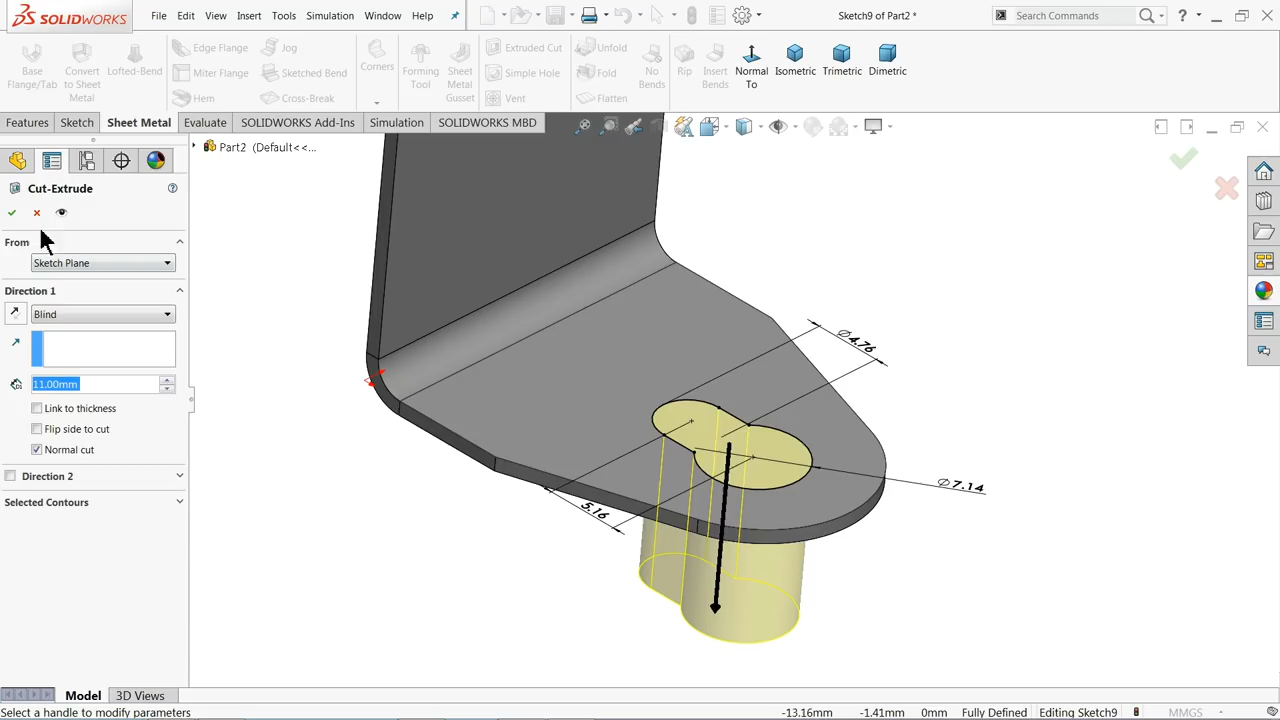 SOLIDWORKS File Edit View Insert Tools Simulation Window Help Sketch9 of Part2 * Search Commands ?
Base Flange/Tab
Convert to Sheet Metal
Lofted-Bend
Edge Flange
Miter Flange
Hem
Jog
Sketched Bend
Cross-Break
Corners
Forming Tool
Sheet Metal Gusset
Extruded Cut
Simple Hole
Vent
Unfold
Fold
Flatten
No Bends
Rip
Insert Bends
Normal To
Isometric
Trimetric
Dimetric
Features Sketch Sheet Metal Evaluate SOLIDWORKS Add-Ins Simulation SOLIDWORKS MBD
Part2 (Default<<...
Cut-Extrude
From
Sketch Plane
Direction 1
Blind
11.00mm
Link to thickness
Flip side to cut
Normal cut
Direction 2
Selected Contours
Ø4.76
Ø7.14
5.16
Model 3D Views
Select a handle to modify parameters -13.16mm -1.41mm 0mm Fully Defined Editing Sketch9 MMGS